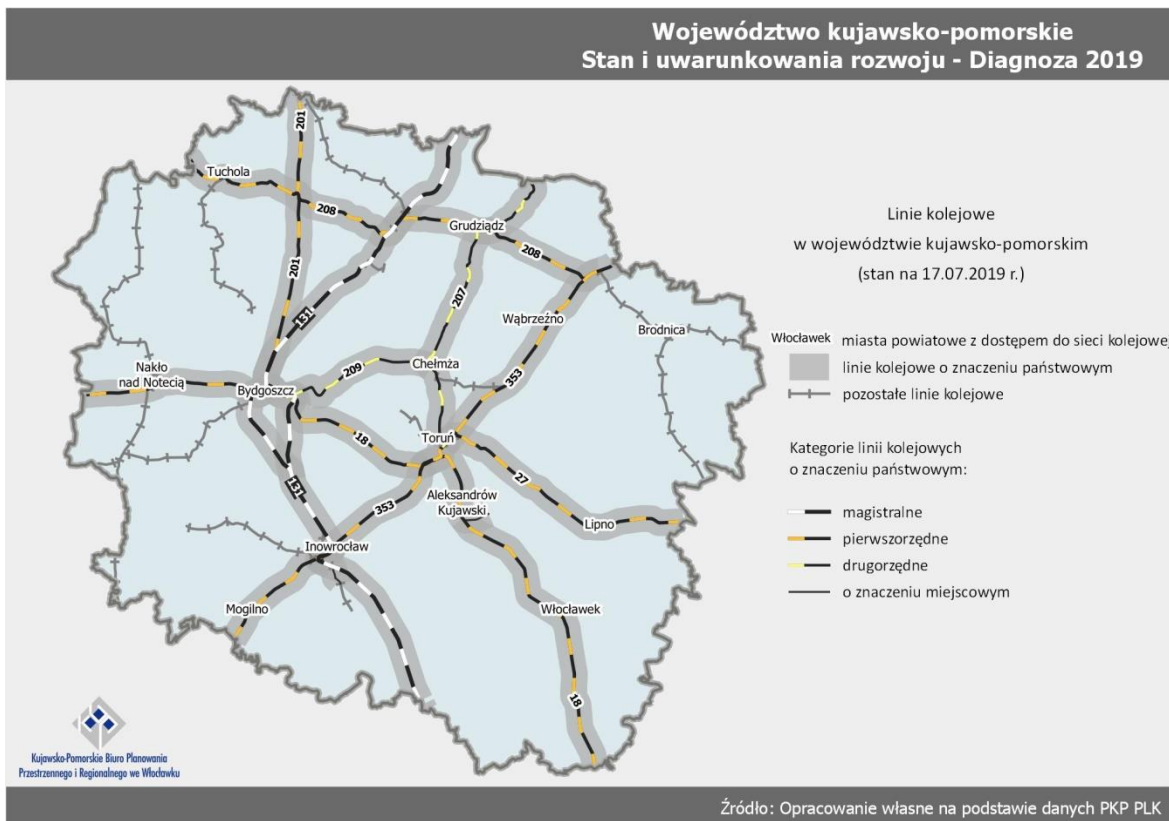 Województwo kujawsko-pomorskie
Stan i uwarunkowania rozwoju - Diagnoza 2019
201
Tuchola
208
Grudziądz
208
201
207
Wąbrzeźno
Brodnica
131
Nakło
nad Notecią
Bydgoszcz
209
Chełmża
353
18
Toruń
131
353
Aleksandrów
Kujawski
27
Lipno
Inowrocław
Mogilno
Włocławek
18
Linie kolejowe
w województwie kujawsko-pomorskim
(stan na 17.07.2019 r.)
Włocławek miasta powiatowe z dostępem do sieci kolejowej
linie kolejowe o znaczeniu państwowym
pozostałe linie kolejowe
Kategorie linii kolejowych
o znaczeniu państwowym:
magistralne
pierwszorzędne
drugorzędne
o znaczeniu miejscowym
Kujawsko-Pomorskie Biuro Planowania
Przestrzennego i Regionalnego we Włocławku
Źródło: Opracowanie własne na podstawie danych PKP PLK